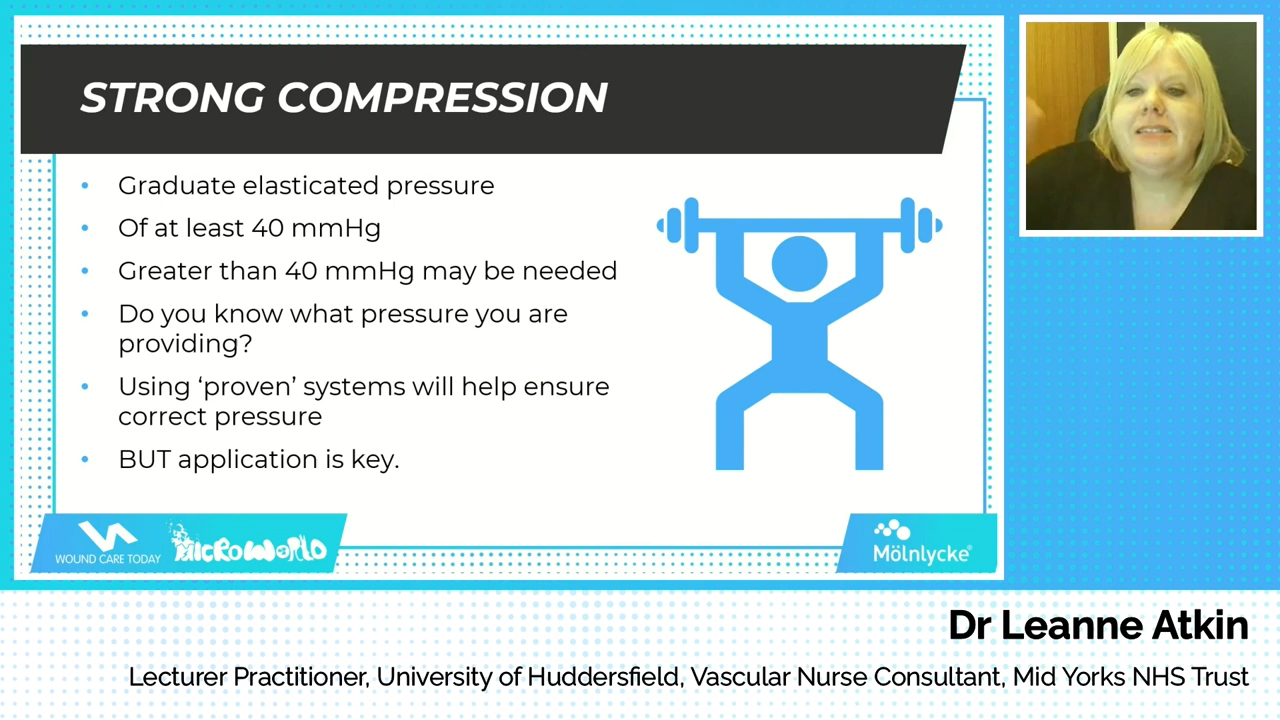 STRONG COMPRESSION
• Graduate elasticated pressure
• Of at least 40 mmHg
• Greater than 40 mmHg may be needed
• Do you know what pressure you are
providing?
• Using ‘proven’ systems will help ensure
correct pressure
• BUT application is key.
WOUND CARE TODAY
MICROWORLD
Mölnlycke®
Dr Leanne Atkin
Lecturer Practitioner, University of Huddersfield, Vascular Nurse Consultant, Mid Yorks NHS Trust